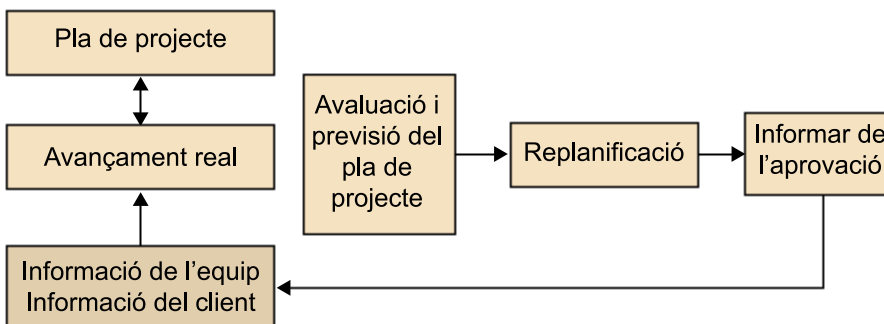 Pla de projecte
Avançament real
Informació de l’equip
Informació del client
Avaluació i
previsió del
pla de
projecte
Replanificació
Informar de
l’aprovació